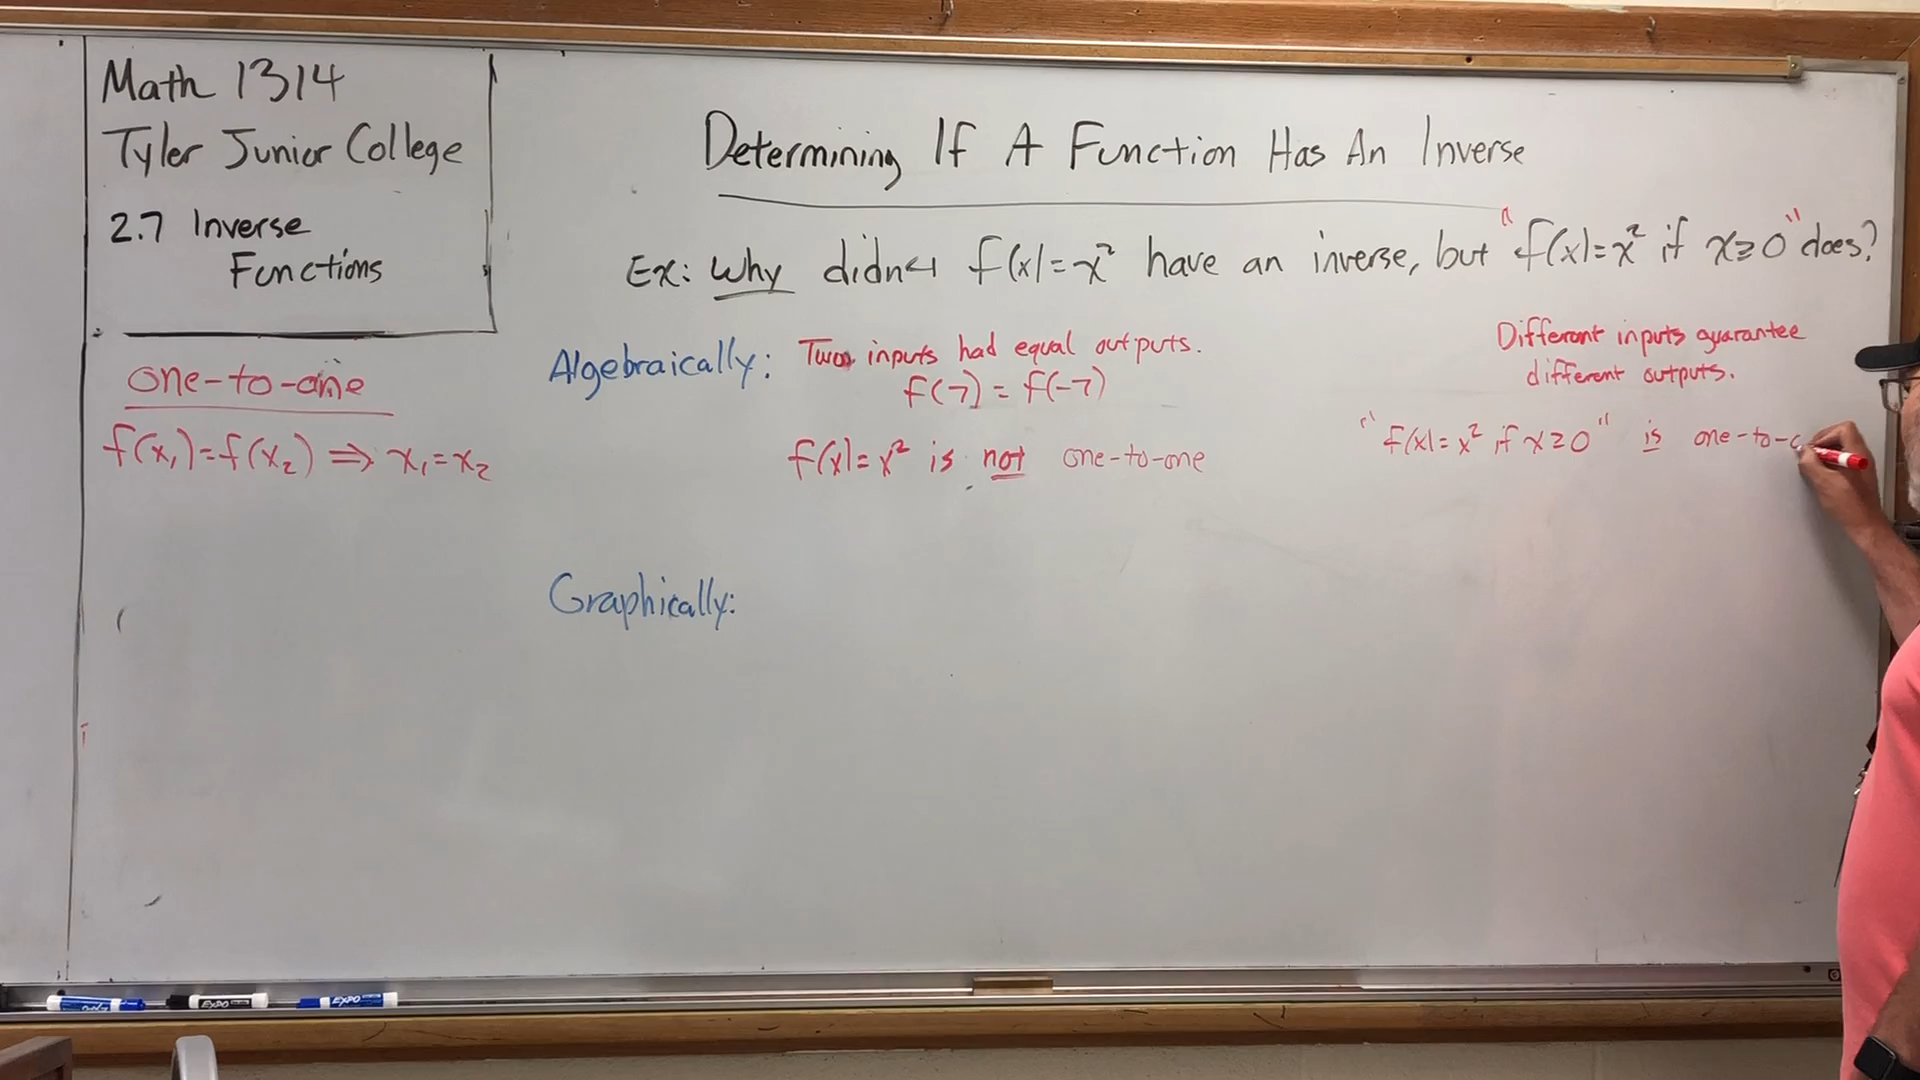 Math 1314
Tyler Junior College
2.7 Inverse
Functions
Determining If A Function Has An Inverse
Ex: Why didn't f(x)=x² have an inverse, but "f(x)=x² if x≥0" does?
one-to-one
f(x₁)=f(x₂) ⇒ x₁=x₂
Algebraically: Two inputs had equal outputs.
f(7) = f(-7)
f(x)=x² is not one-to-one
Different inputs guarantee
different outputs.
"f(x)=x² if x≥0" is one-to-o
Graphically:
EXPO
EXPO